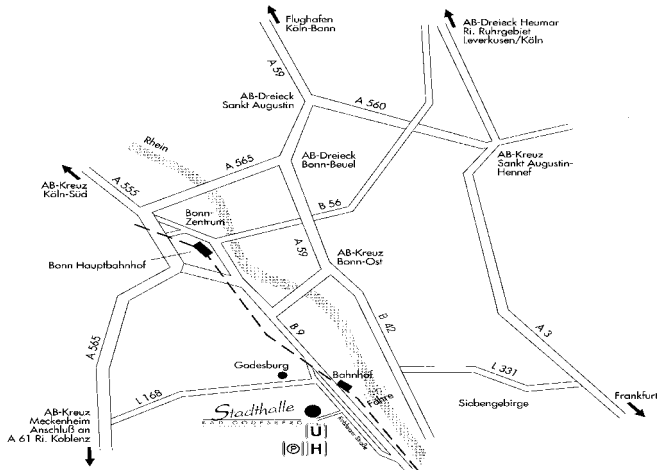 Flughafen
Köln-Bonn
AB-Dreieck Heumar
Ri. Ruhrgebiet
Leverkusen/Köln
A 59
AB-Dreieck
Sankt Augustin
A 560
Rhein
A 565
AB-Dreieck
Bonn-Beuel
AB-Kreuz
Sankt Augustin-
Hennef
AB-Kreuz
Köln-Süd
A 555
Bonn-
Zentrum
B 56
Bonn Hauptbahnhof
A 59
AB-Kreuz
Bonn-Ost
A 565
B 9
B 42
A 3
Godesburg
Bahnhof
L 331
L 168
Fähre
Siebengebirge
Frankfurt
AB-Kreuz
Meckenheim
Anschluß an
A 61 Ri. Koblenz
Stadthalle
BAD GODESBERG
U
P H